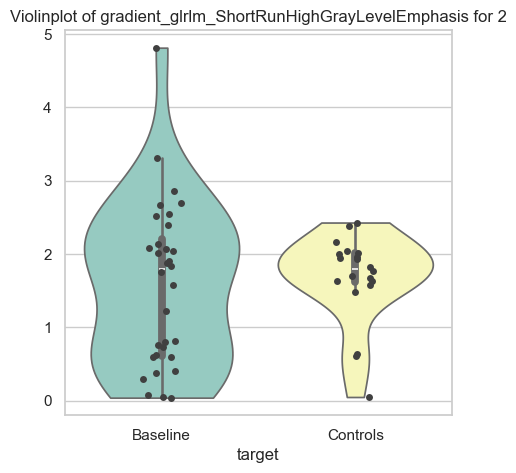 Violinplot of gradient_glrlm_ShortRunHighGrayLevelEmphasis for 2
5
4
3
2
1
0
Baseline Controls
target